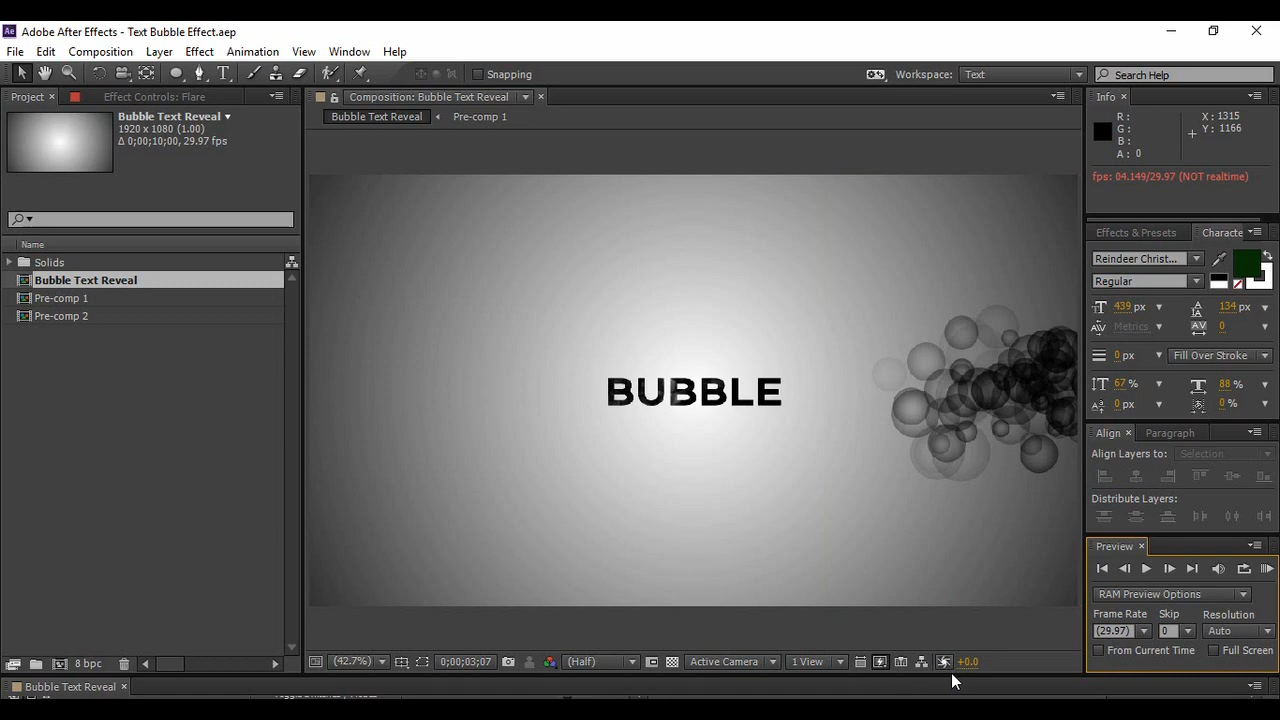 Adobe After Effects - Text Bubble Effect.aep
File Edit Composition Layer Effect Animation View Window Help
Snapping
Workspace: Text
Search Help
Project
Effect Controls: Flare
Composition: Bubble Text Reveal
Info
Bubble Text Reveal
1920 x 1080 (1.00)
Δ 0;00;10;00, 29.97 fps
Bubble Text Reveal
Pre-comp 1
R :
G :
B :
A : 0
X : 1315
Y : 1166
fps: 04.149/29.97 (NOT realtime)
Effects & Presets
Characte
Name
Solids
Bubble Text Reveal
Pre-comp 1
Pre-comp 2
BUBBLE
Reindeer Christ...
Regular
439 px
134 px
Metrics
0
0 px
Fill Over Stroke
67 %
88 %
0 px
0 %
Align
Paragraph
Align Layers to:
Selection
Distribute Layers:
Preview
RAM Preview Options
Frame Rate Skip Resolution
(29.97) 0 Auto
From Current Time
Full Screen
8 bpc
(42.7%)
0;00;03;07
(Half)
Active Camera
1 View
+0.0
Bubble Text Reveal